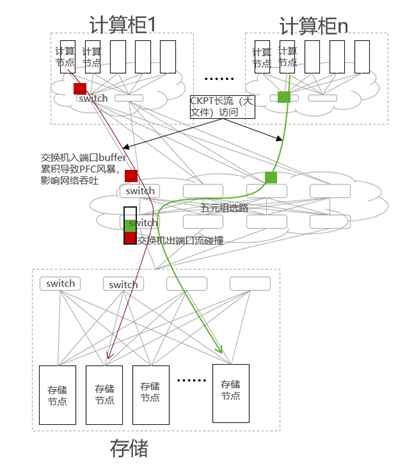 计算柜1
计算柜n
计算
节点
计算
节点
计算
节点
计算
节点
······
switch
CKPT长流（大
文件）访问
交换机入端口buffer
累积导致PFC风暴，
影响网络吞吐
switch
五元组选路
switch
交换机出端口流碰撞
switch
switch
存储
节点
存储
节点
存储
节点
······
存储
节点
存储